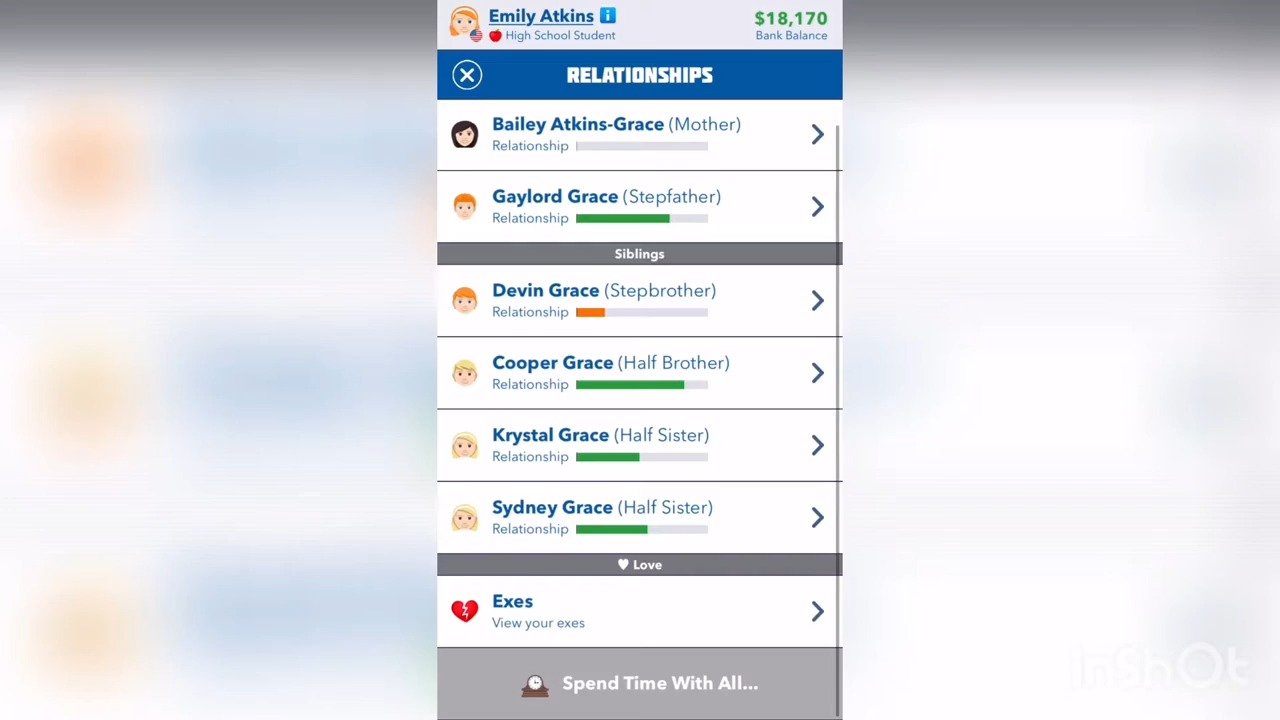 Emily Atkins
High School Student
$18,170
Bank Balance
RELATIONSHIPS
Bailey Atkins-Grace (Mother)
Relationship
Gaylord Grace (Stepfather)
Relationship
Siblings
Devin Grace (Stepbrother)
Relationship
Cooper Grace (Half Brother)
Relationship
Krystal Grace (Half Sister)
Relationship
Sydney Grace (Half Sister)
Relationship
Love
Exes
View your exes
Spend Time With All...
InShOt